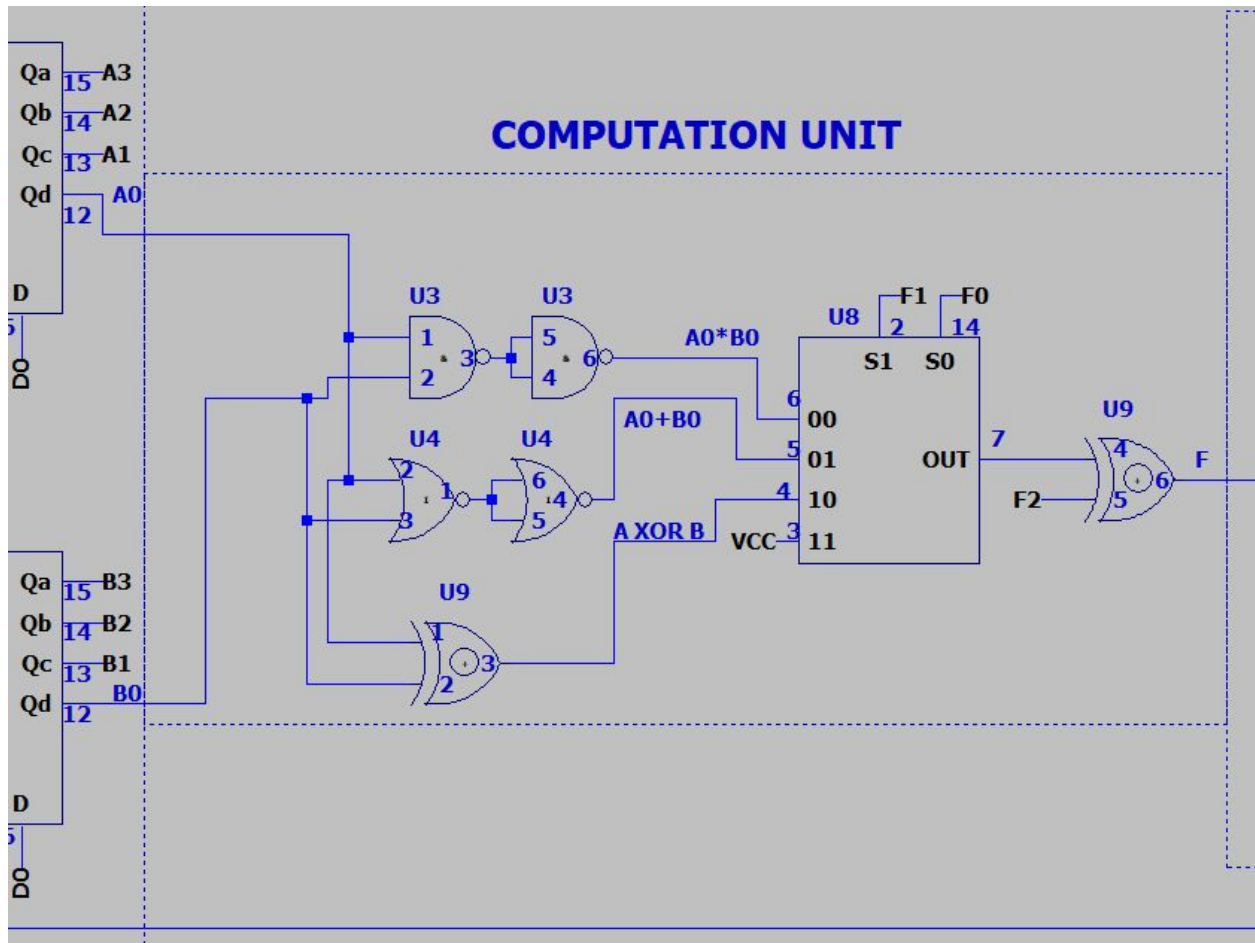 COMPUTATION UNIT
Qa 15 A3
Qb 14 A2
Qc 13 A1
Qd 12 A0
D
D0
U3
1
2
3
&
U3
5
4
6
&
A0*B0
U4
2
3
1
U4
6
5
4
A0+B0
U9
1
2
3
+
A XOR B
VCC
U8
F1 F0
2 14
S1 S0
6 00
5 01
4 10
3 11
OUT 7
U9
4
5
6
+
F2
F
Qa 15 B3
Qb 14 B2
Qc 13 B1
Qd 12 B0
D
D0